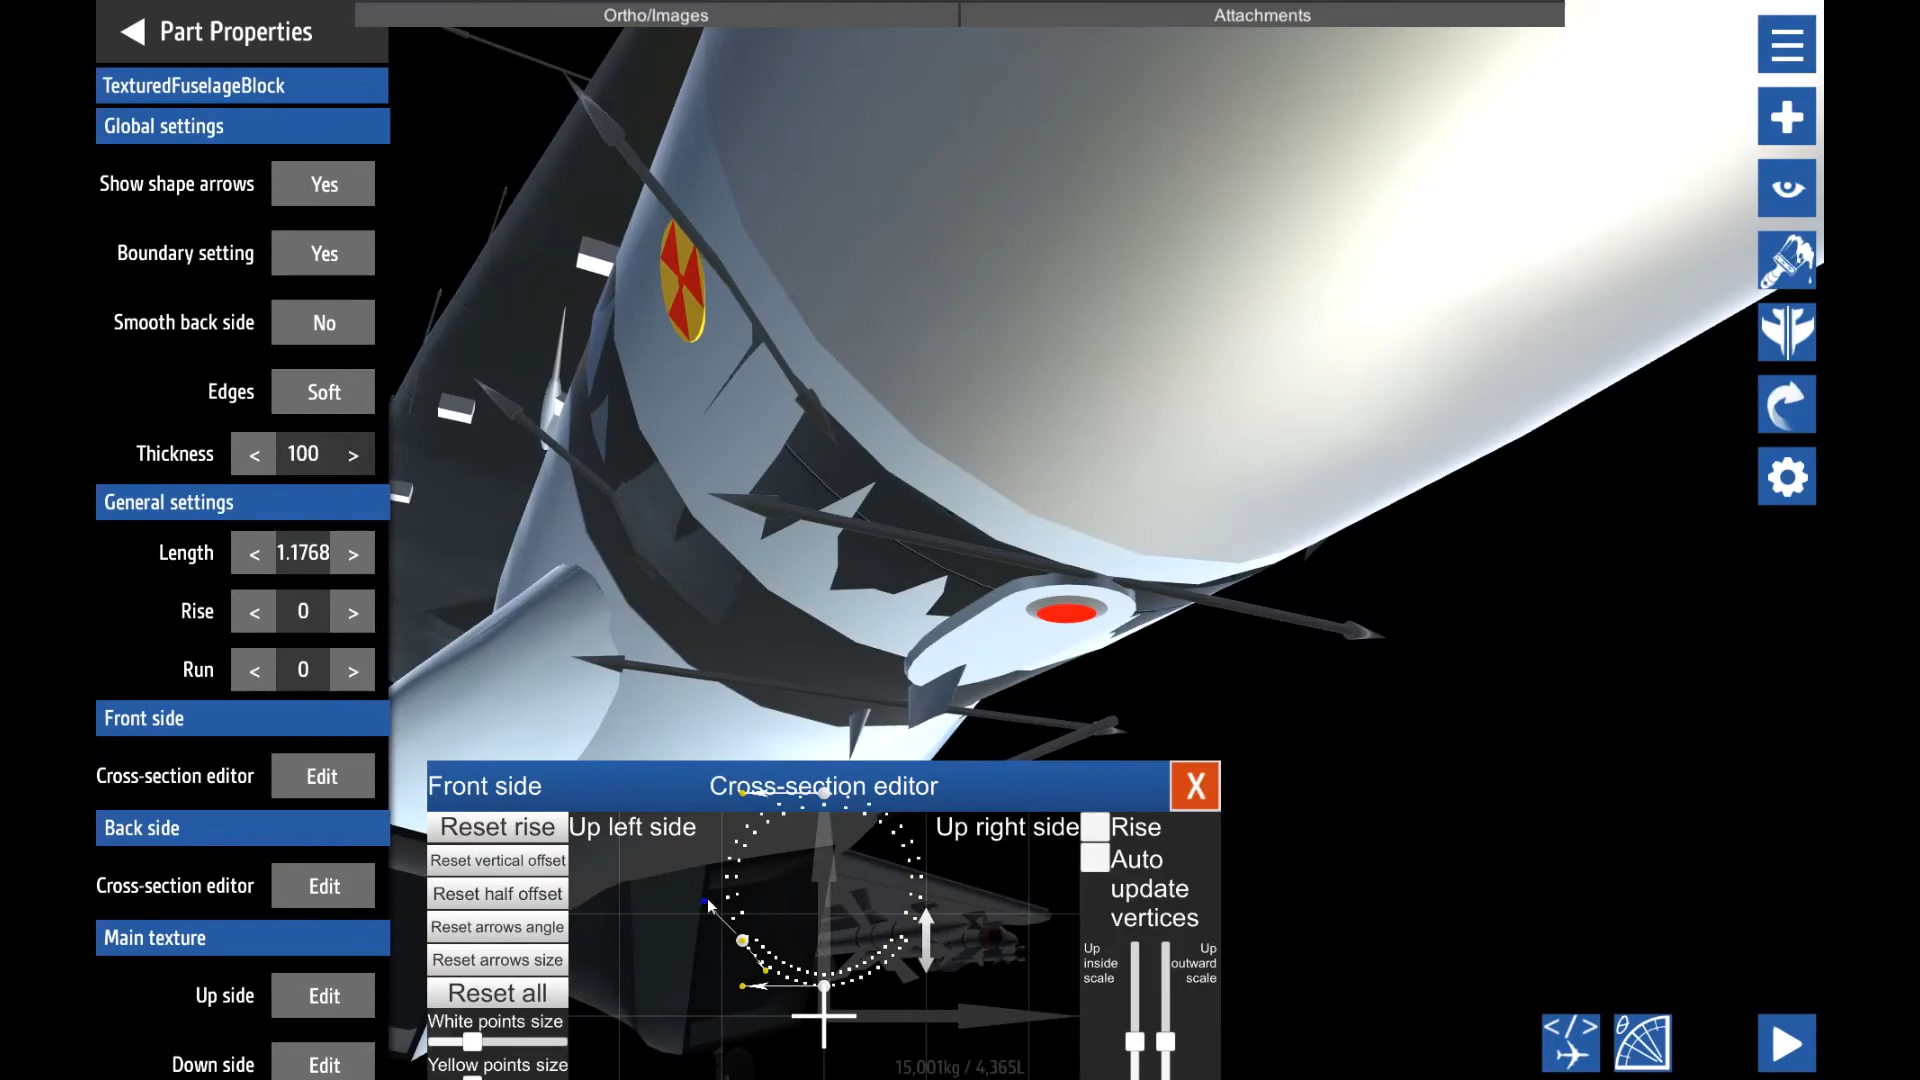 Ortho/Images
Attachments
Part Properties
TexturedFuselageBlock
Global settings
Show shape arrows
Yes
Boundary setting
Yes
Smooth back side
No
Edges
Soft
Thickness
< 100 >
General settings
Length
< 1.1768 >
Rise
< 0 >
Run
< 0 >
Front side
Cross-section editor
Edit
Back side
Cross-section editor
Edit
Main texture
Up side
Edit
Down side
Edit
Front side
Cross-section editor
X
Reset rise
Up left side
Up right side
Rise
Reset vertical offset
Auto
update
vertices
Reset half offset
Reset arrows angle
Reset arrows size
Reset all
White points size
Yellow points size
Up
inside
scale
Up
outward
scale
15,001kg / 4,365L
</>
θ